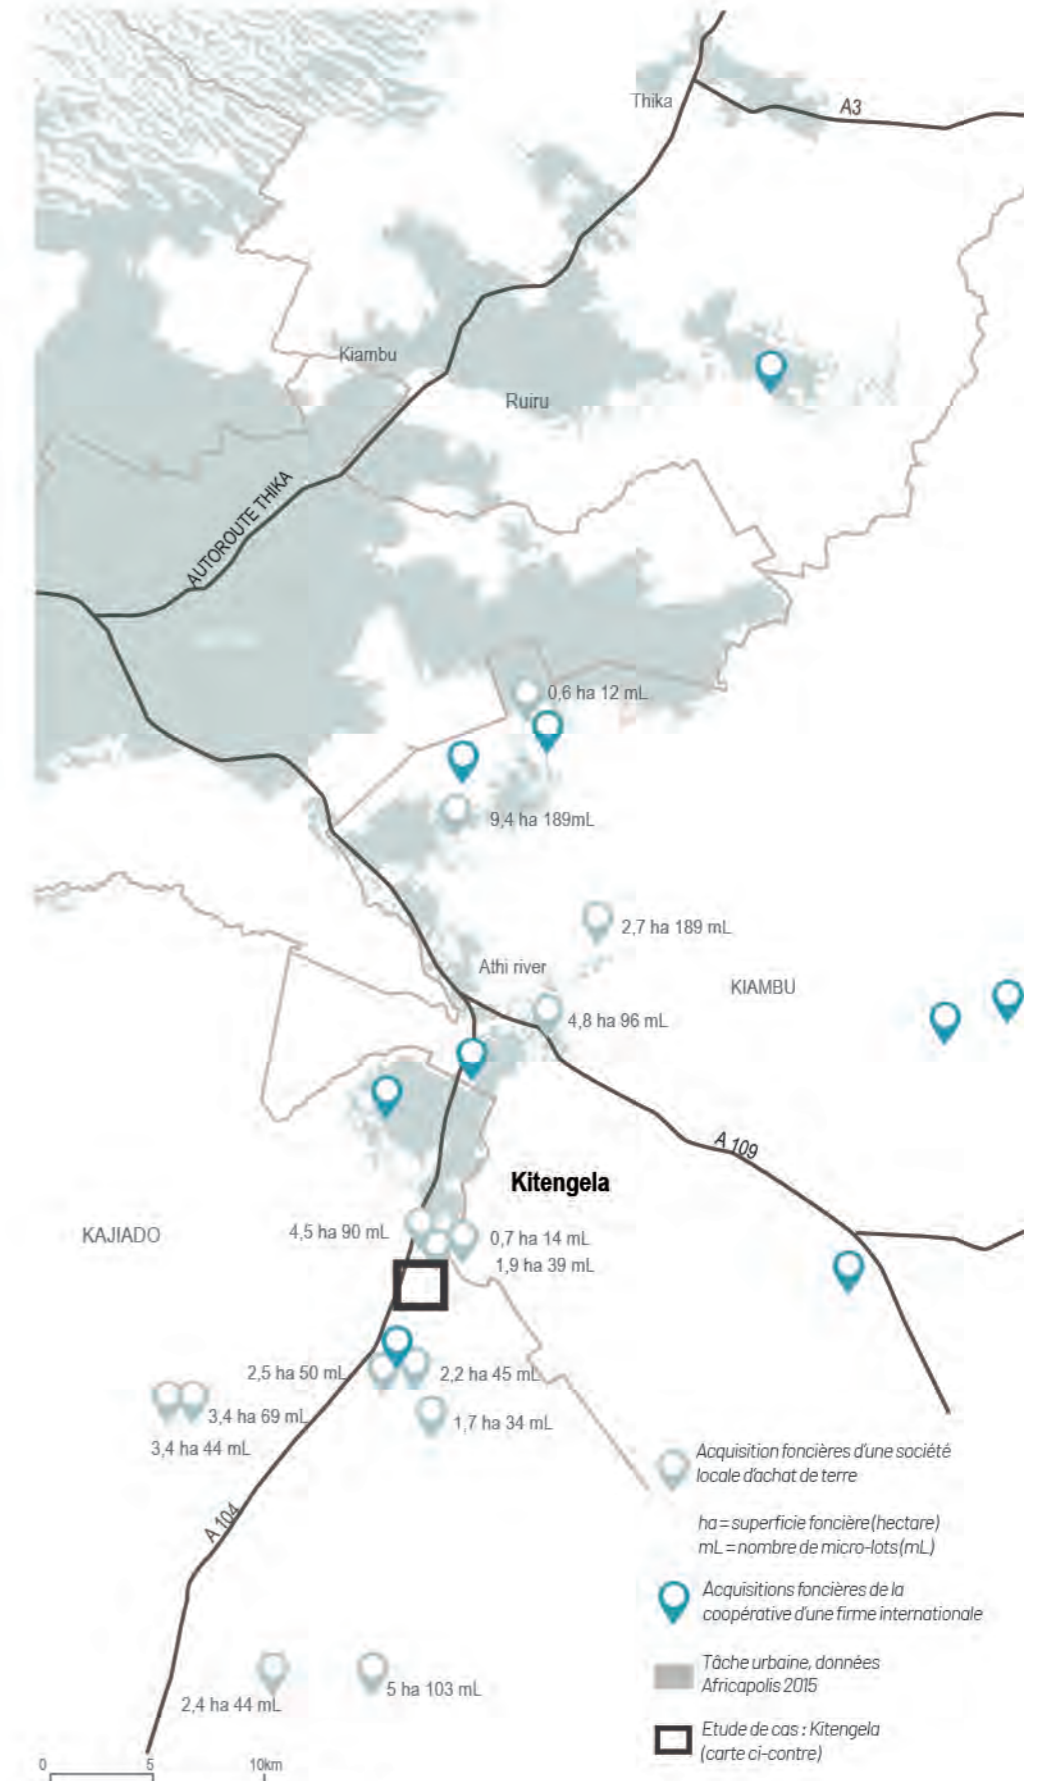 Thika
A3
Kiambu
Ruiru
AUTOROUTE THIKA
0,6 ha 12 mL
9,4 ha 189mL
2,7 ha 189 mL
Athi river
KIAMBU
4,8 ha 96 mL
A 109
Kitengela
KAJIADO
4,5 ha 90 mL
0,7 ha 14 mL
1,9 ha 39 mL
2,5 ha 50 mL
2,2 ha 45 mL
3,4 ha 69 mL
1,7 ha 34 mL
3,4 ha 44 mL
A 104
2,4 ha 44 mL
5 ha 103 mL
Acquisition foncières d'une société
locale d'achat de terre
ha = superficie foncière (hectare)
mL = nombre de micro-lots (mL)
Acquisitions foncières de la
coopérative d'une firme internationale
Tâche urbaine, données
Africapolis 2015
Etude de cas : Kitengela
(carte ci-contre)
0 5 10km